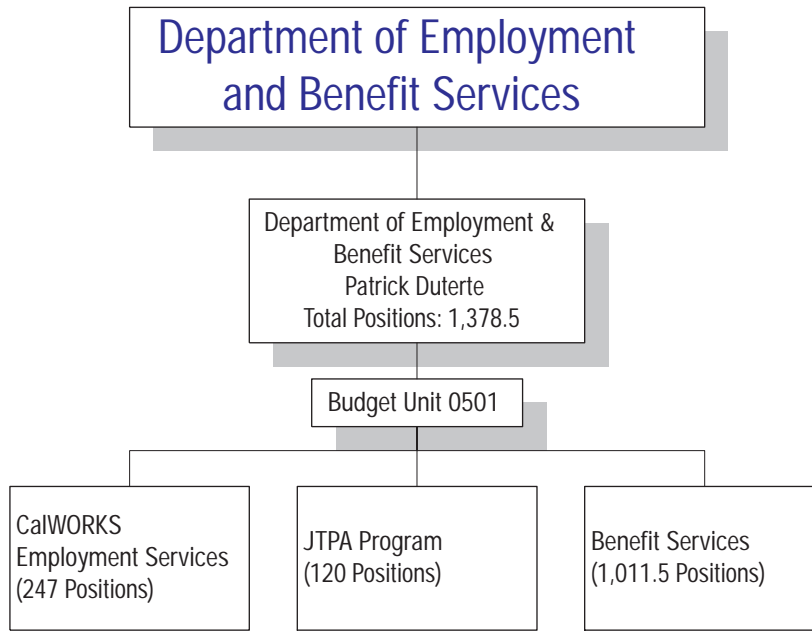 Department of Employment
and Benefit Services
Department of Employment &
Benefit Services
Patrick Duterte
Total Positions: 1,378.5
Budget Unit 0501
CalWORKS
Employment Services
(247 Positions)
JTPA Program
(120 Positions)
Benefit Services
(1,011.5 Positions)